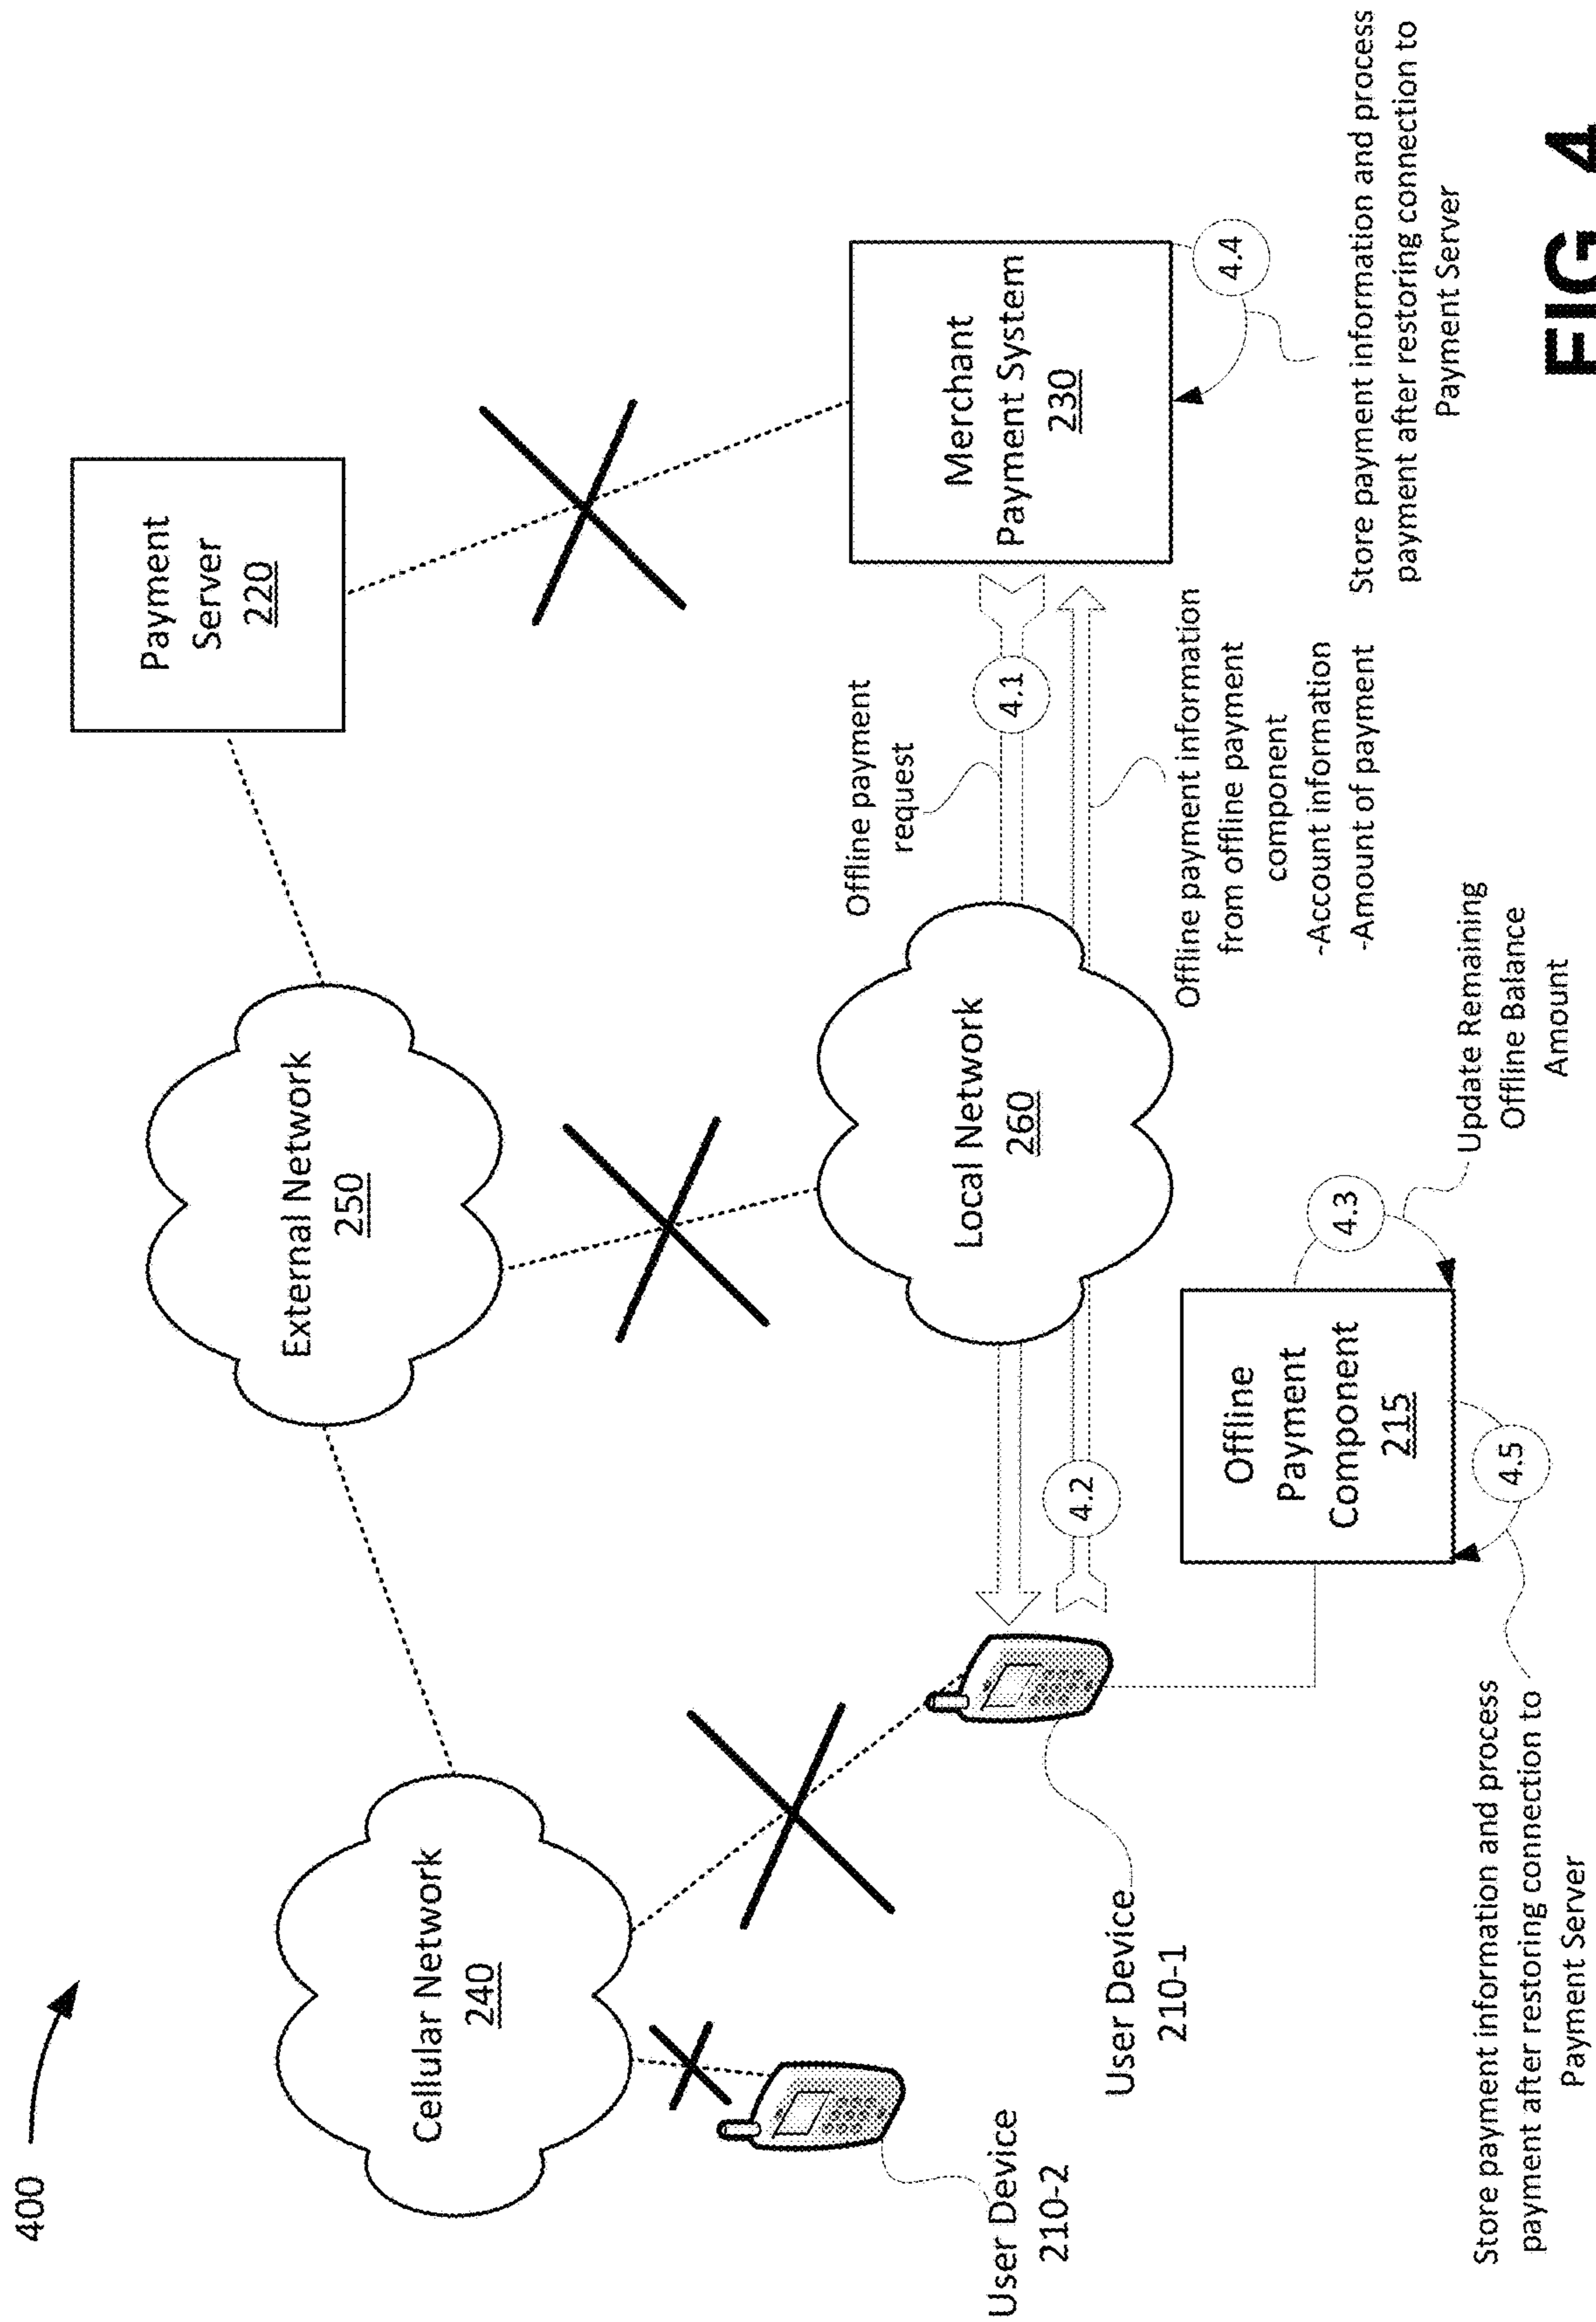 400
Cellular Network
240
External Network
250
Payment
Server
220
User Device
210-2
User Device
210-1
4.2
Local Network
260
Offline payment
request
4.1
Merchant
Payment System
230
4.4
Offline payment information
from offline payment
component
-Account information
-Amount of payment
Offline
Payment
Component
215
4.3
4.5
Update Remaining
Offline Balance
Amount
Store payment information and process
payment after restoring connection to
Payment Server
Store payment information and process
payment after restoring connection to
Payment Server
FIG. 4